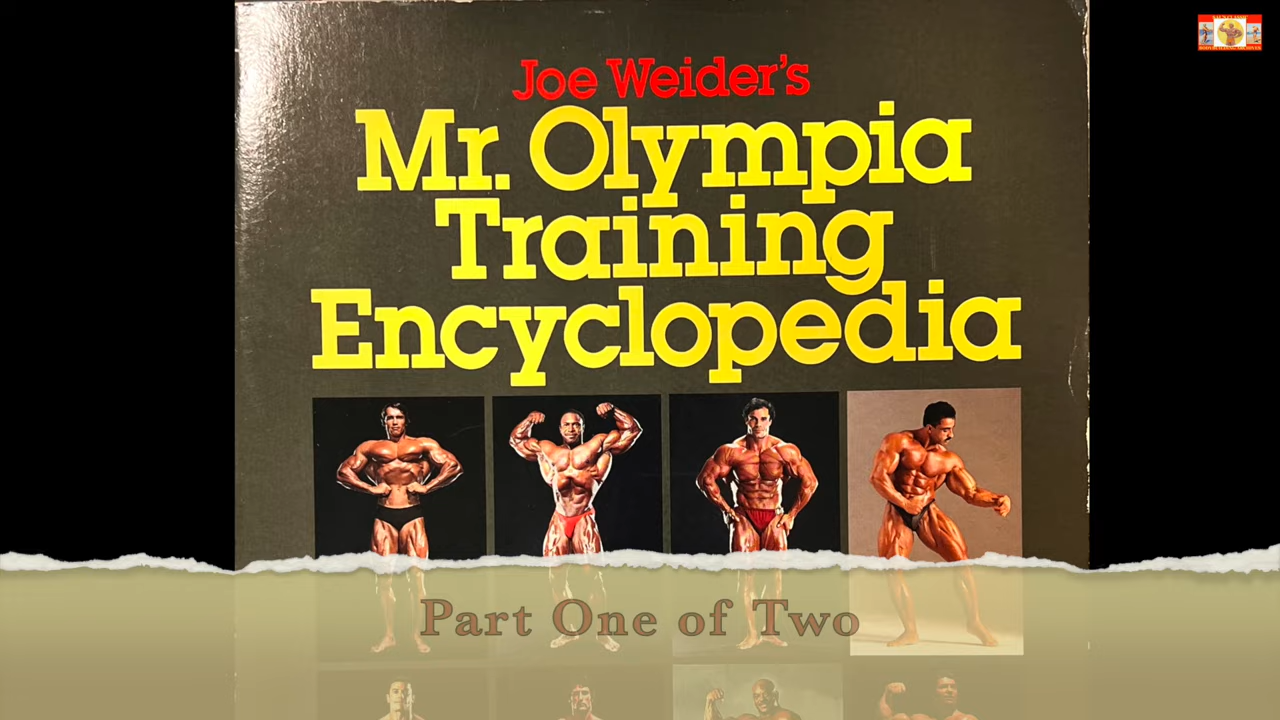 Joe Weider's
Mr. Olympia
Training
Encyclopedia
Part One of Two